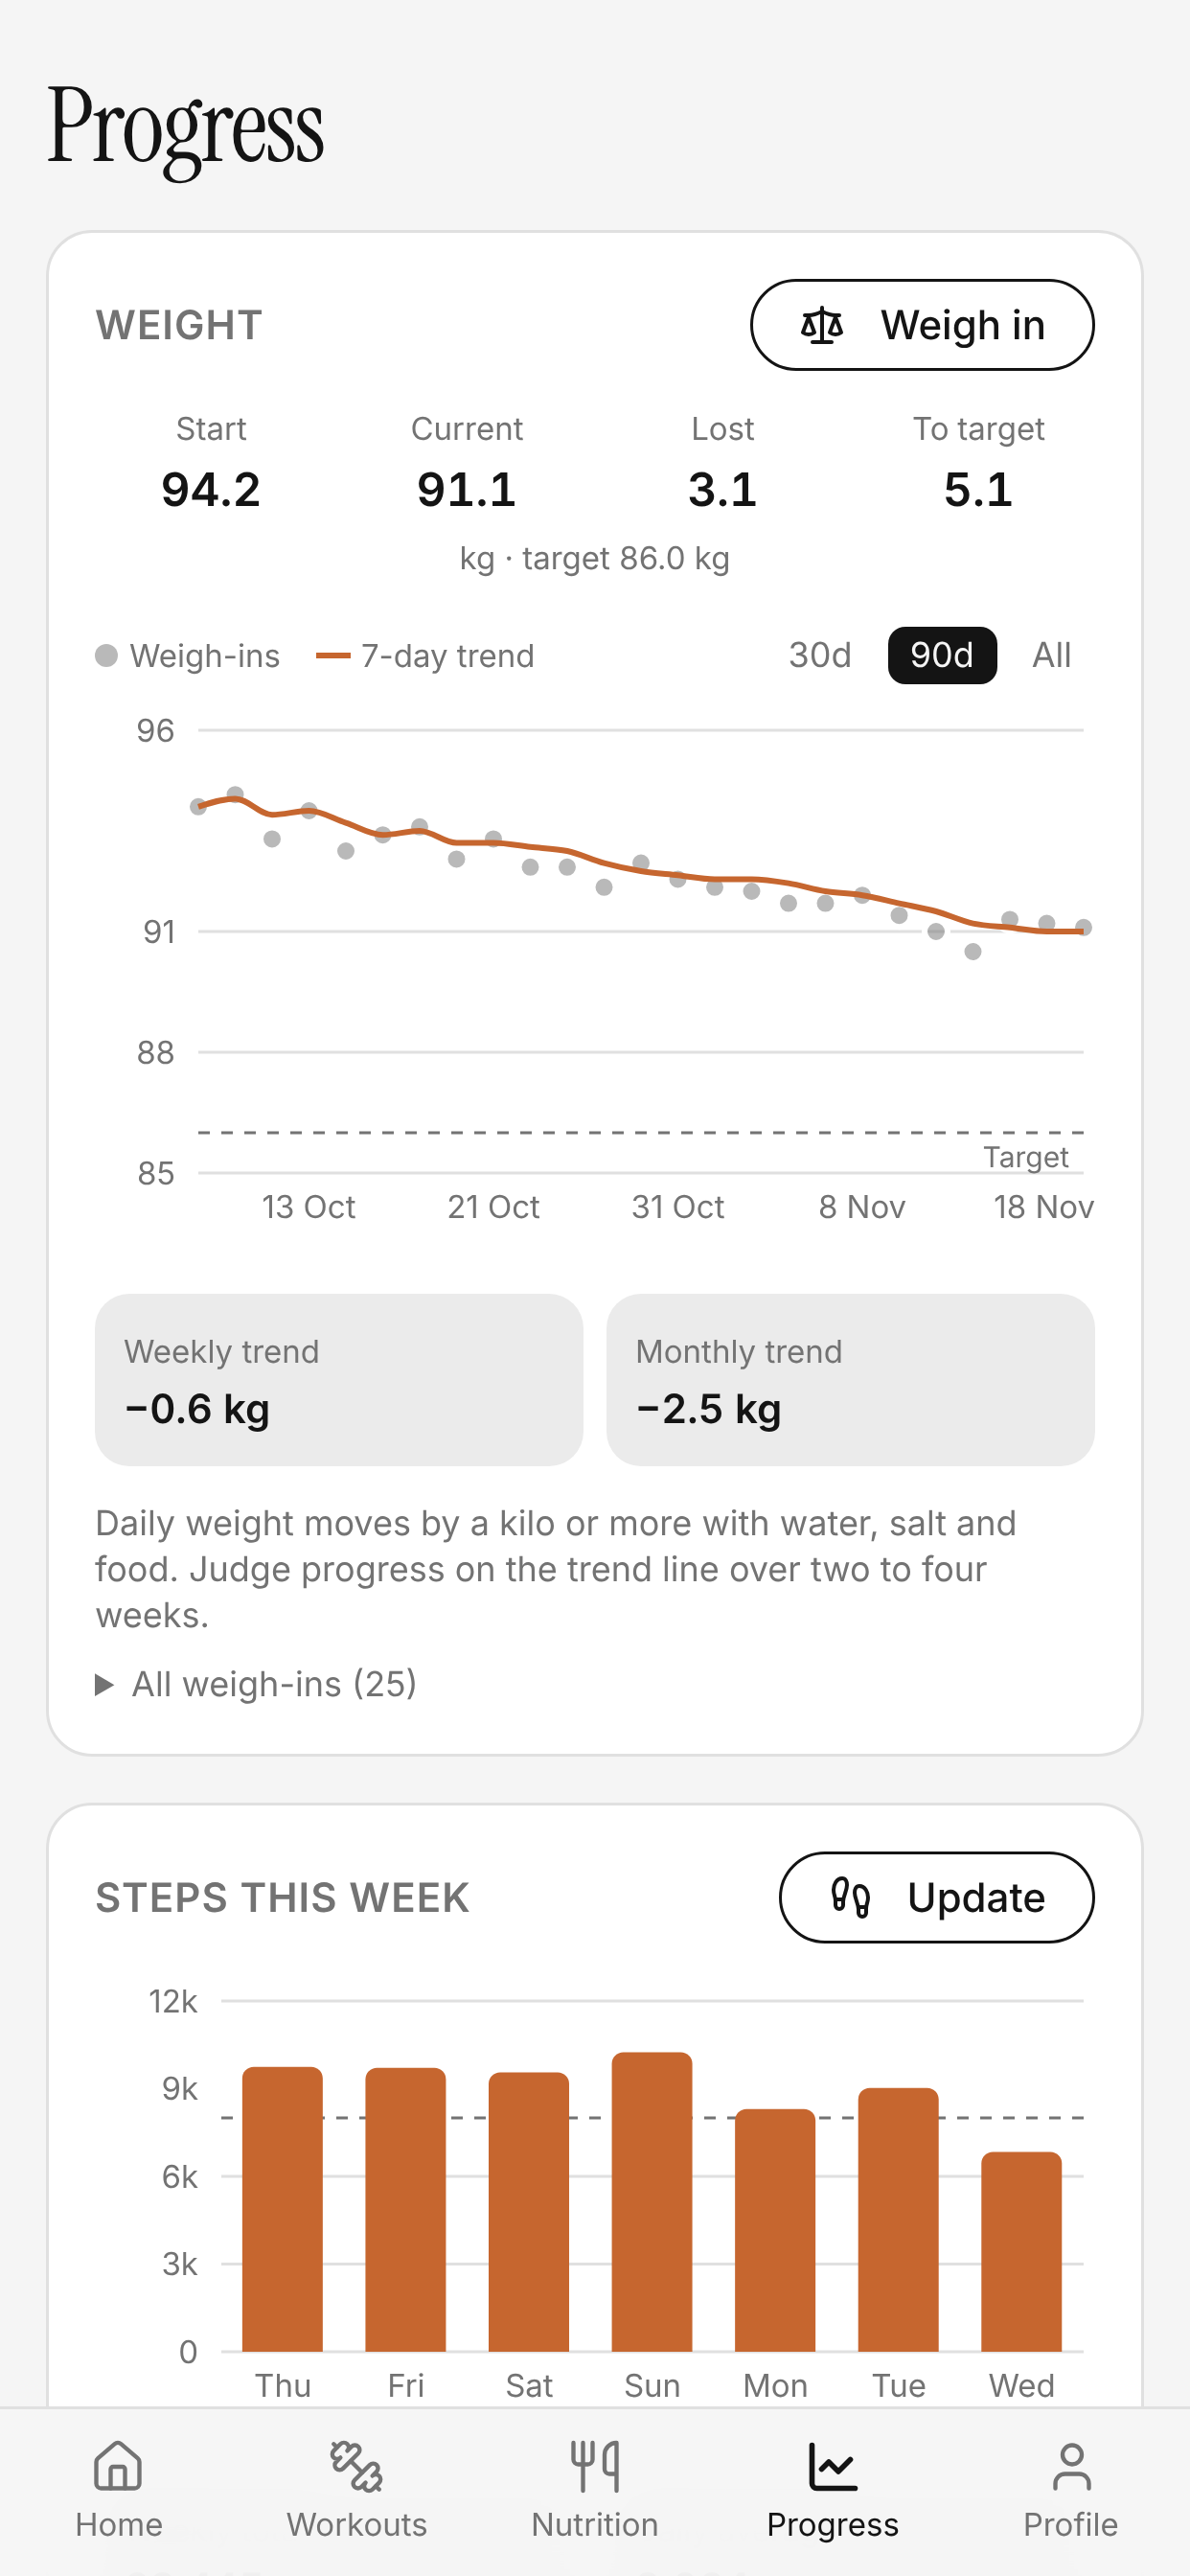 Progress
WEIGHT
Weigh in
Start Current Lost To target
94.2 91.1 3.1 5.1
kg · target 86.0 kg
Weigh-ins 7-day trend 30d 90d All
96
91
88
85
Target
13 Oct 21 Oct 31 Oct 8 Nov 18 Nov
Weekly trend Monthly trend
−0.6 kg −2.5 kg
Daily weight moves by a kilo or more with water, salt and
food. Judge progress on the trend line over two to four
weeks.
All weigh-ins (25)
STEPS THIS WEEK
Update
12k
9k
6k
3k
0
Thu Fri Sat Sun Mon Tue Wed
Home Workouts Nutrition Progress Profile